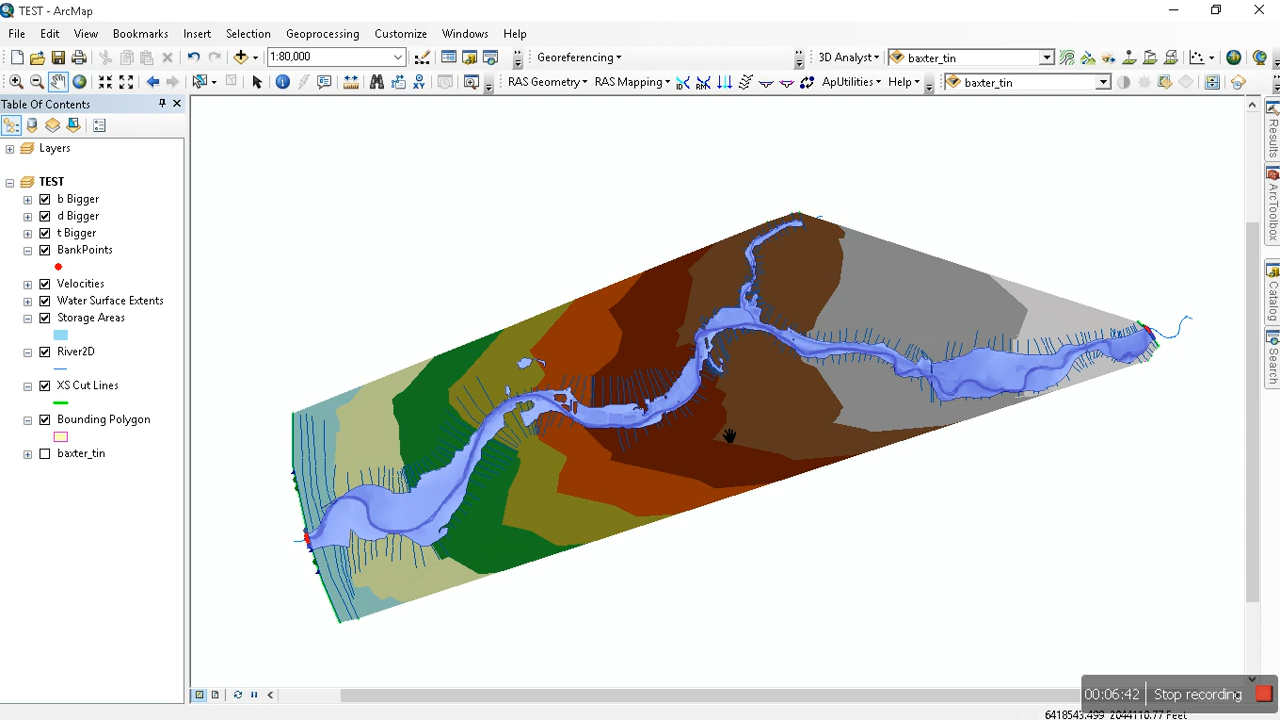 TEST - ArcMap
File Edit View Bookmarks Insert Selection Geoprocessing Customize Windows Help
1:80,000 Georeferencing 3D Analyst baxter_tin
RAS Geometry RAS Mapping ID RM XY ApUtilities Help baxter_tin
Table Of Contents
Layers
TEST
b Bigger
d Bigger
t Bigger
BankPoints
Velocities
Water Surface Extents
Storage Areas
River2D
XS Cut Lines
Bounding Polygon
baxter_tin
Results
ArcToolbox
Catalog
Search
00:06:42 Stop recording
6418543.499 2044110.77 Feet